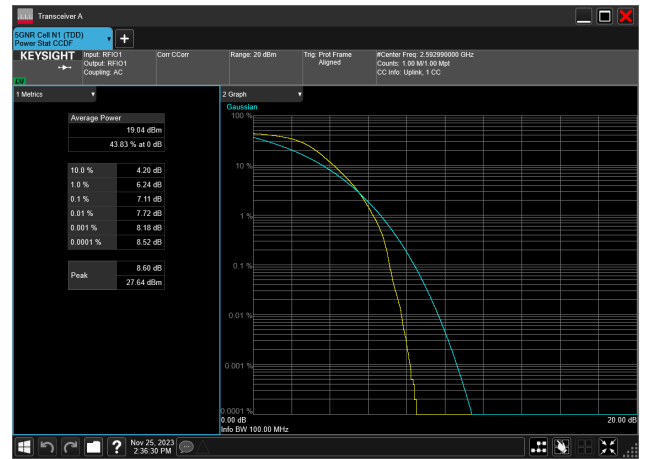 Transceiver A
5GNR Cell N1 (TDD)
Power Stat CCDF
KEYSIGHT
Input: RFIO1
Output: RFIO1
Coupling: AC
Corr CCorr
Range: 20 dBm
Trig: Prot Frame
Aligned
#Center Freq: 2.592990000 GHz
Counts: 1.00 M/1.00 Mpt
CC Info: Uplink, 1 CC
LXI
1 Metrics
Average Power
19.04 dBm
43.83 % at 0 dB
10.0 % 4.20 dB
1.0 % 6.24 dB
0.1 % 7.11 dB
0.01 % 7.72 dB
0.001 % 8.18 dB
0.0001 % 8.52 dB
Peak
8.60 dB
27.64 dBm
2 Graph
Gaussian
100 %
10 %
1 %
0.1 %
0.01 %
0.001 %
0.0001 %
0.00 dB
20.00 dB
Info BW 100.00 MHz
?
Nov 25, 2023
2:36:30 PM